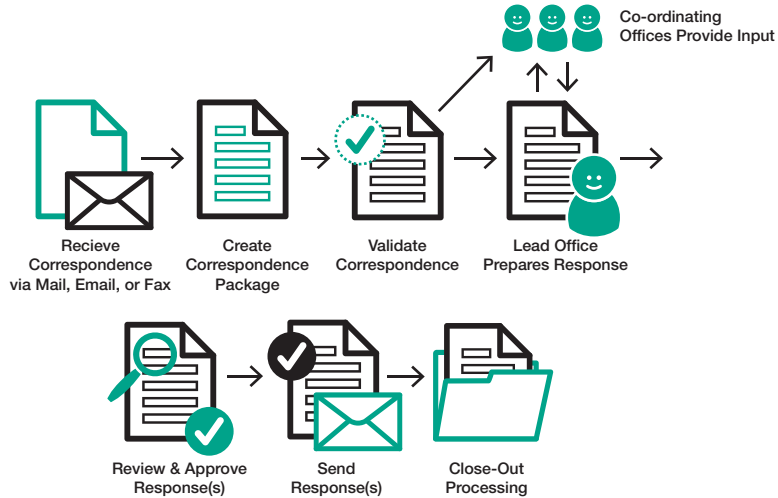 Co-ordinating
Offices Provide Input
Recieve
Correspondence
via Mail, Email, or Fax
Create
Correspondence
Package
Validate
Correspondence
Lead Office
Prepares Response
Review & Approve
Response(s)
Send
Response(s)
Close-Out
Processing